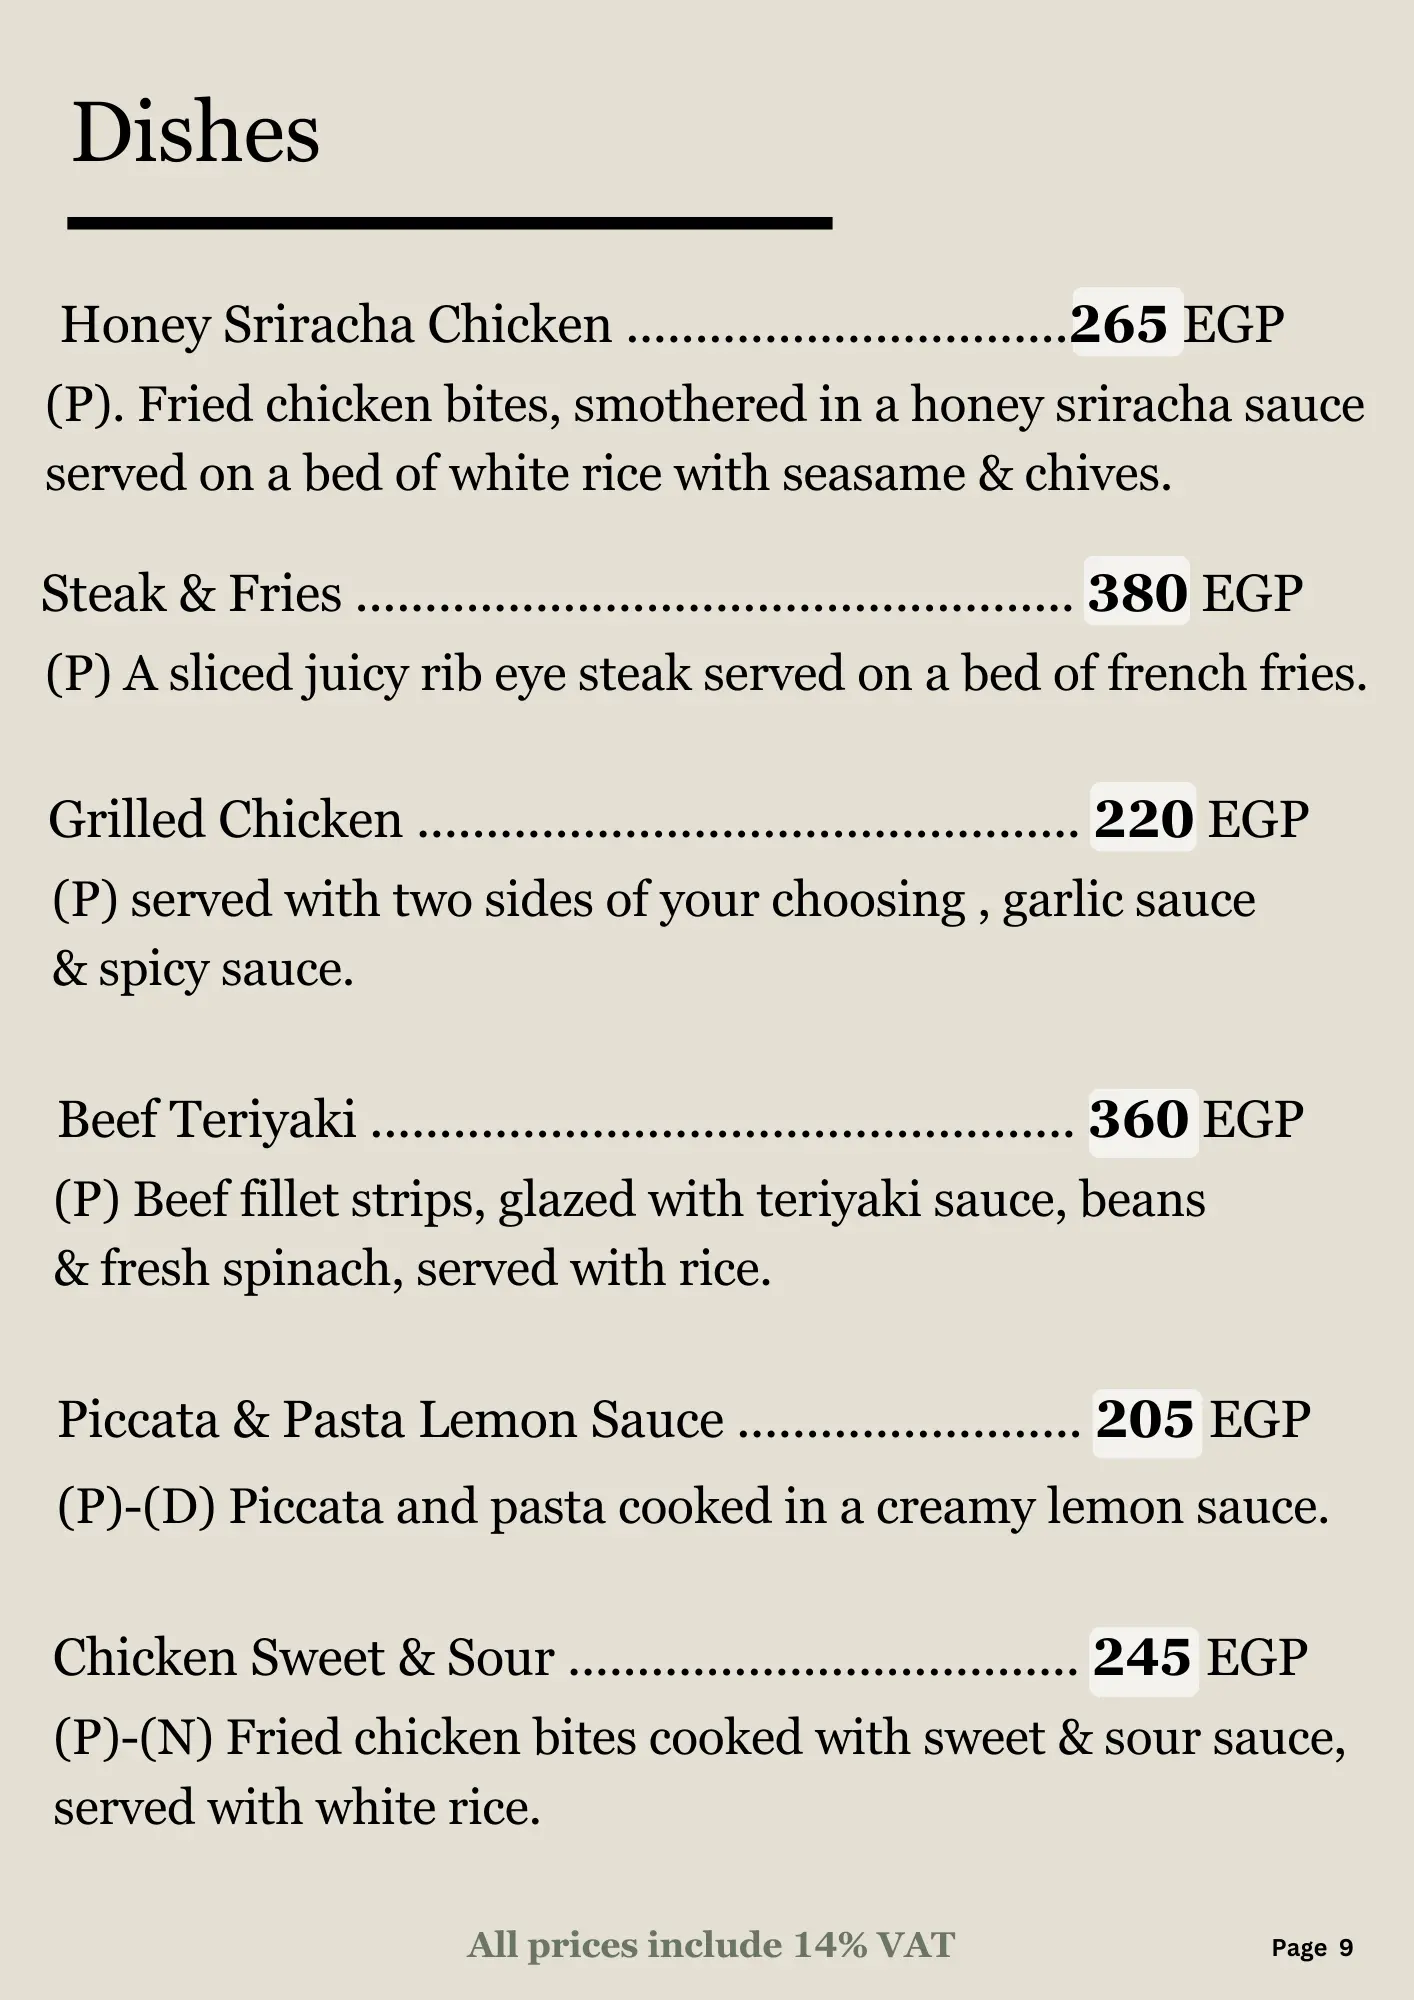 Dishes
Honey Sriracha Chicken ................................265 EGP
(P). Fried chicken bites, smothered in a honey sriracha sauce
served on a bed of white rice with seasame & chives.
Steak & Fries .................................................... 380 EGP
(P) A sliced juicy rib eye steak served on a bed of french fries.
Grilled Chicken ................................................ 220 EGP
(P) served with two sides of your choosing , garlic sauce
& spicy sauce.
Beef Teriyaki ................................................... 360 EGP
(P) Beef fillet strips, glazed with teriyaki sauce, beans
& fresh spinach, served with rice.
Piccata & Pasta Lemon Sauce ......................... 205 EGP
(P)-(D) Piccata and pasta cooked in a creamy lemon sauce.
Chicken Sweet & Sour ..................................... 245 EGP
(P)-(N) Fried chicken bites cooked with sweet & sour sauce,
served with white rice.
All prices include 14% VAT
Page 9